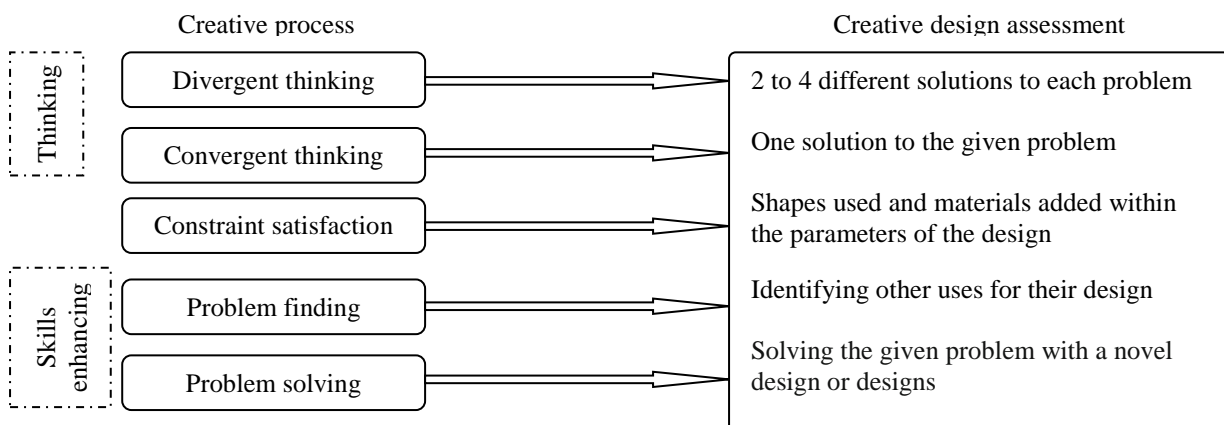 Creative process
Creative design assessment
Thinking
Divergent thinking
2 to 4 different solutions to each problem
Convergent thinking
One solution to the given problem
Constraint satisfaction
Shapes used and materials added within
the parameters of the design
Skills
enhancing
Problem finding
Identifying other uses for their design
Problem solving
Solving the given problem with a novel
design or designs